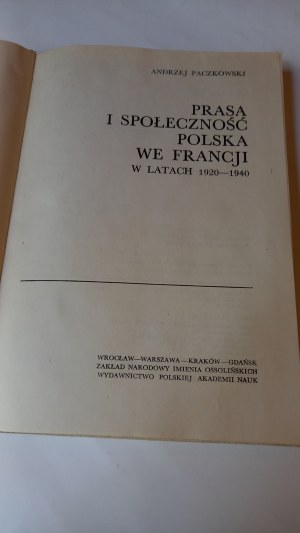 ANDRZEJ PACZKOWSKI
PRASA
I SPOŁECZNOŚĆ
POLSKA
WE FRANCJI
W LATACH 1920—1940
WROCŁAW—WARSZAWA—KRAKÓW—GDAŃSK
ZAKŁAD NARODOWY IMIENIA OSSOLIŃSKICH
WYDAWNICTWO POLSKIEJ AKADEMII NAUK